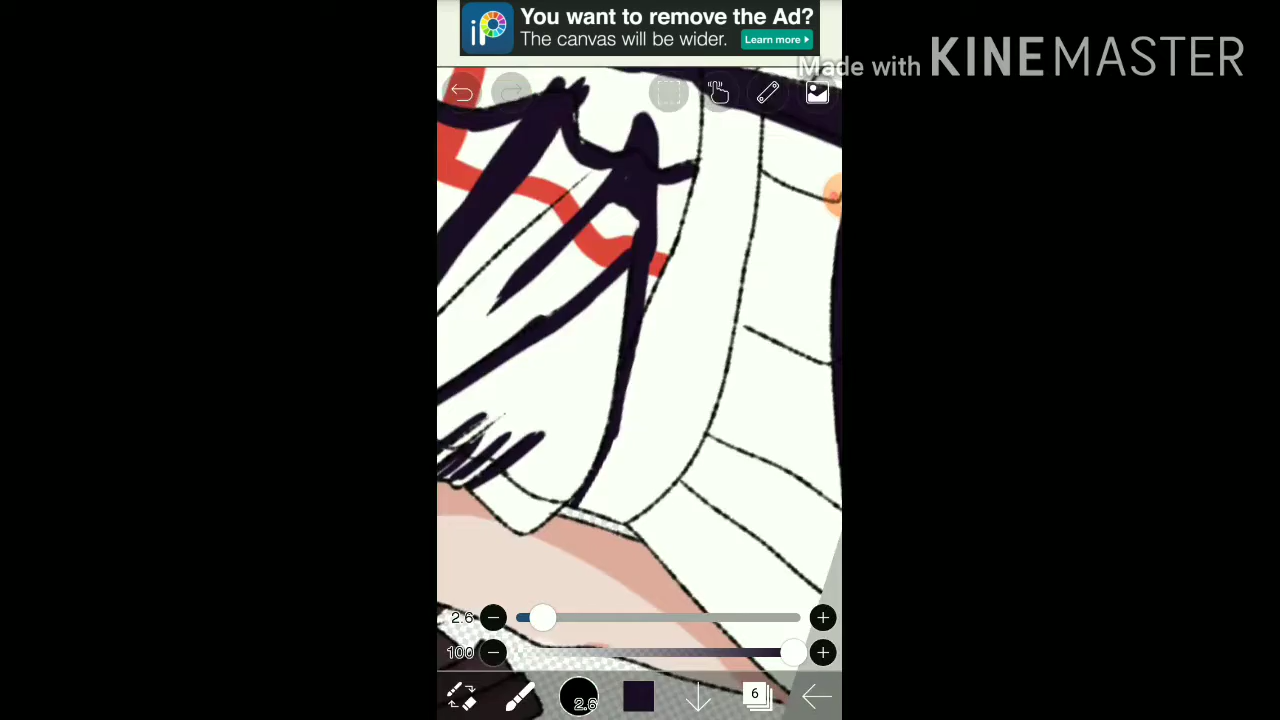 iP
You want to remove the Ad?
The canvas will be wider.
Learn more
Made with KINEMASTER
2.6
100
2.6
6